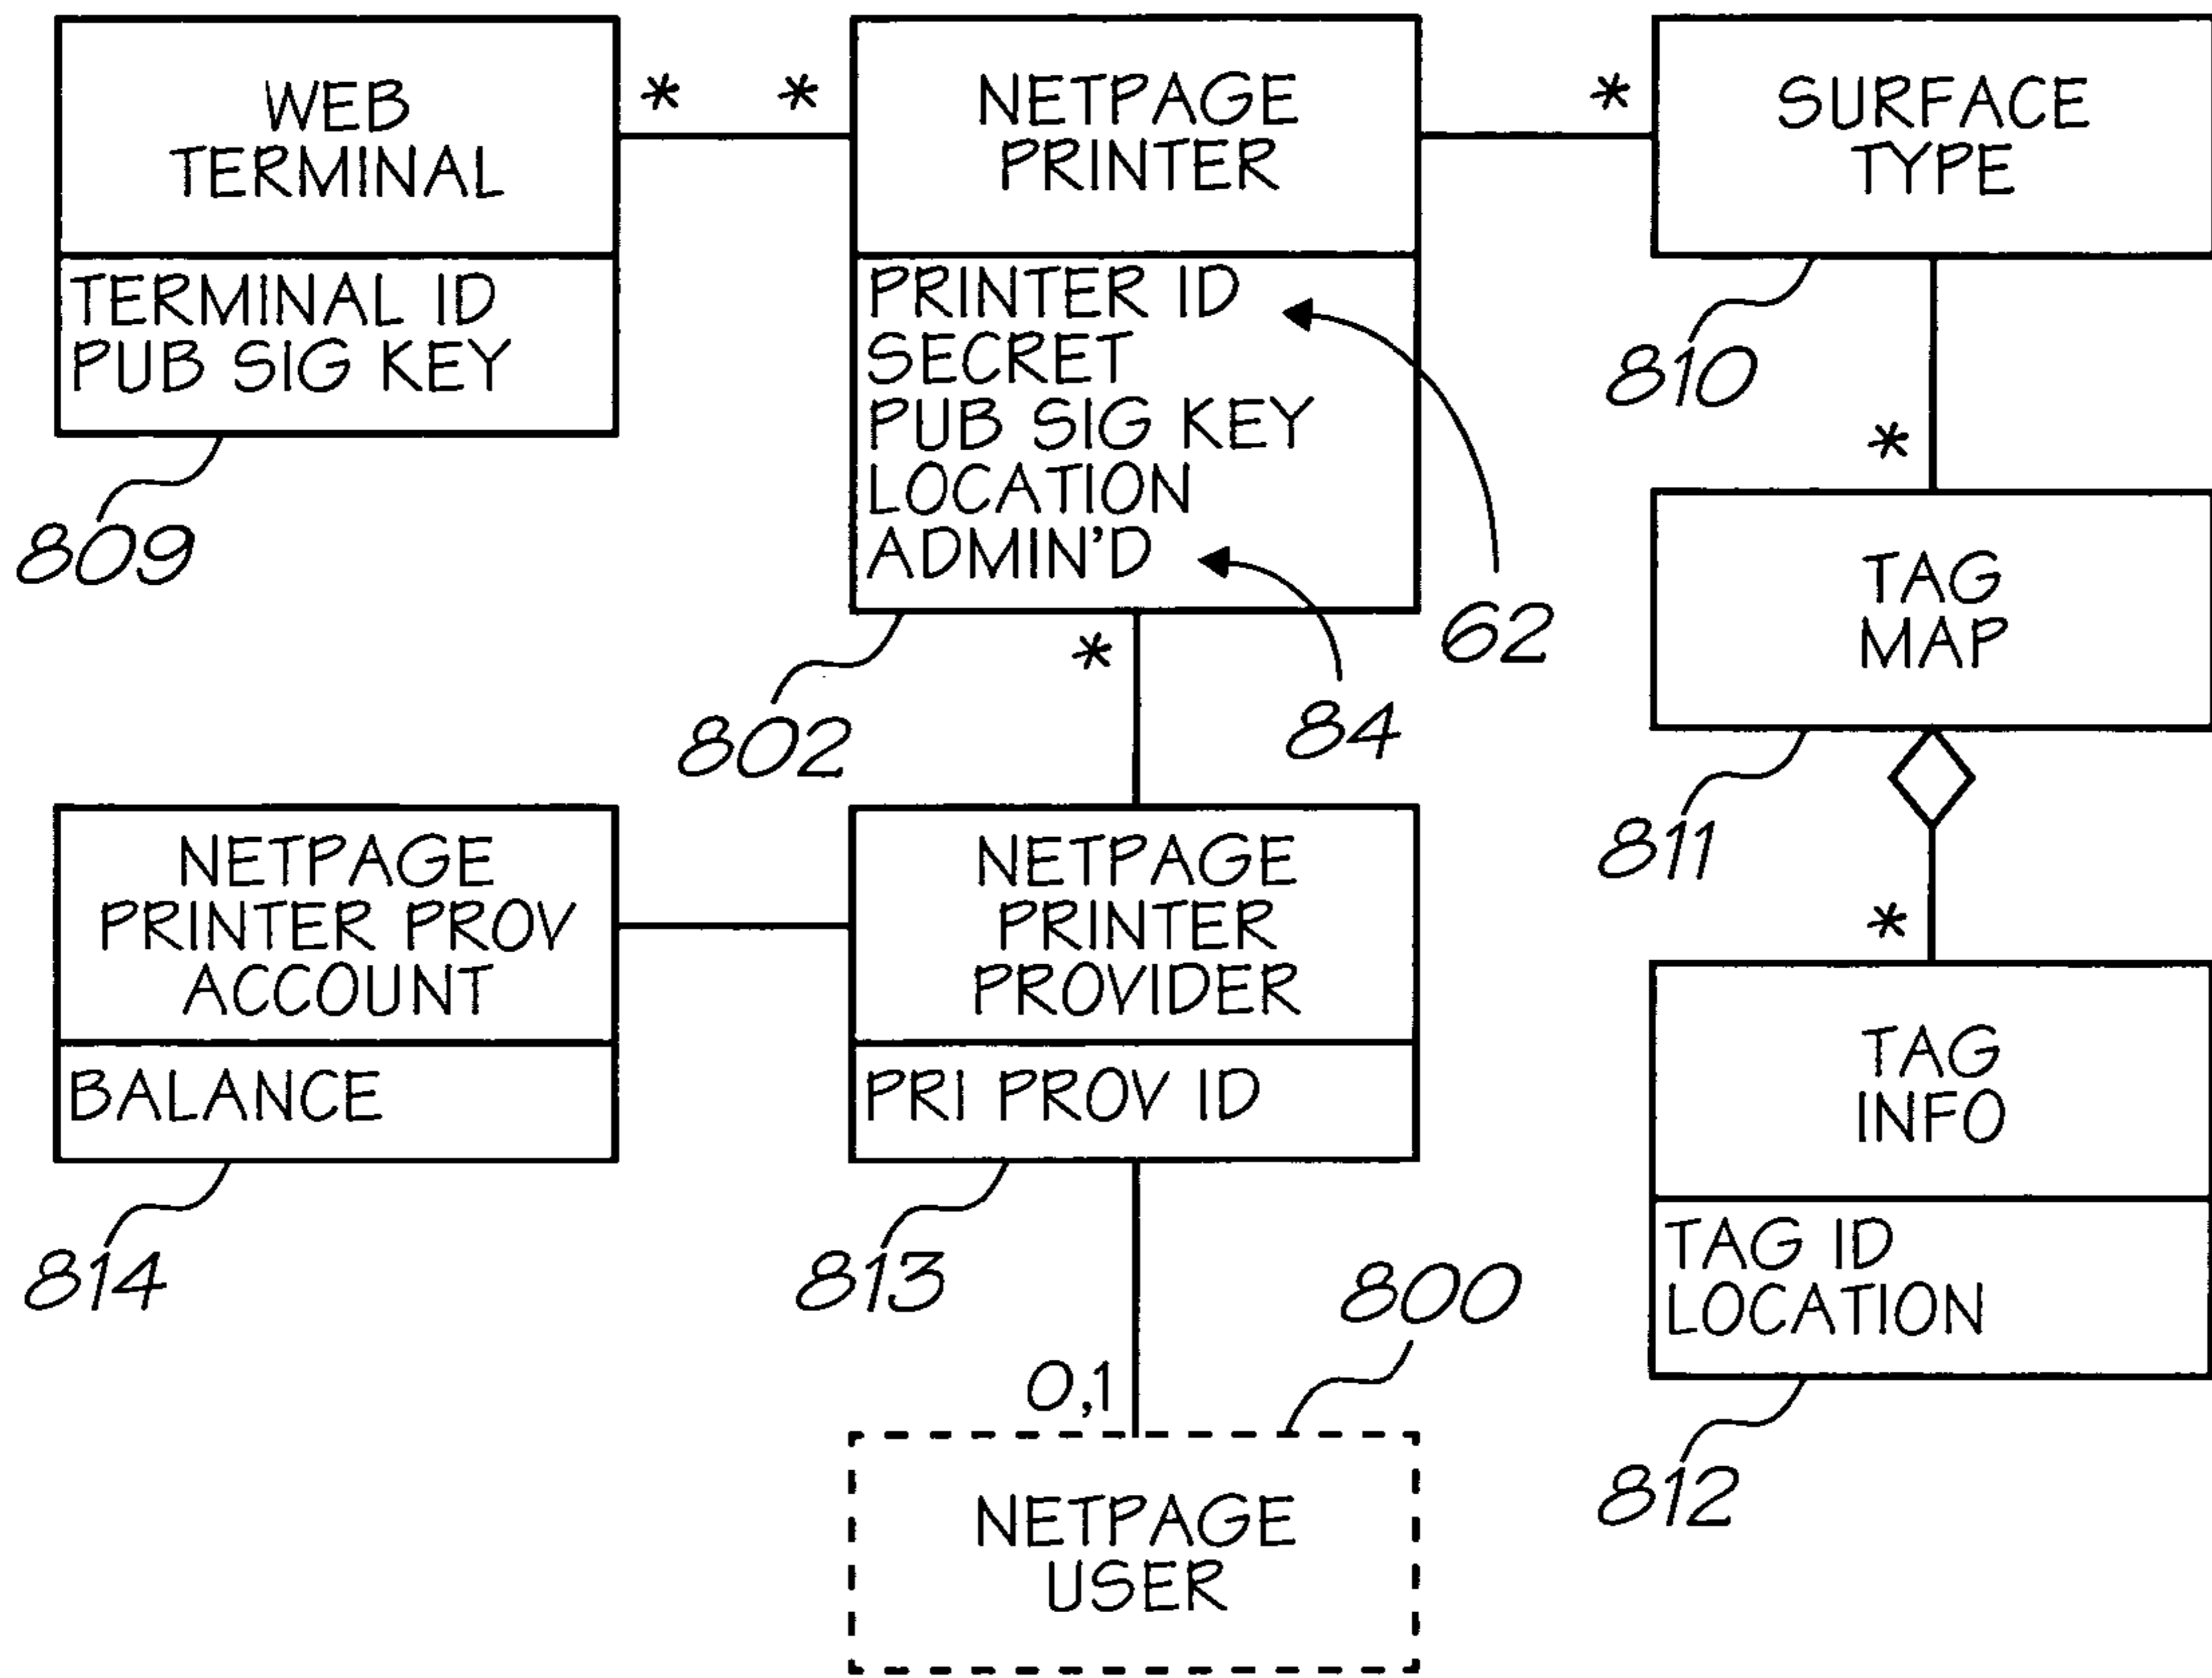 WEB
TERMINAL
* *
NETPAGE
PRINTER
*
SURFACE
TYPE
TERMINAL ID
PUB SIG KEY
809
PRINTER ID
SECRET
PUB SIG KEY
LOCATION
ADMIN'D
62
84
802
*
810
*
TAG
MAP
811
*
NETPAGE
PRINTER PROV
ACCOUNT
BALANCE
814
NETPAGE
PRINTER
PROVIDER
PRI PROV ID
813
TAG
INFO
TAG ID
LOCATION
812
800
0,1
NETPAGE
USER